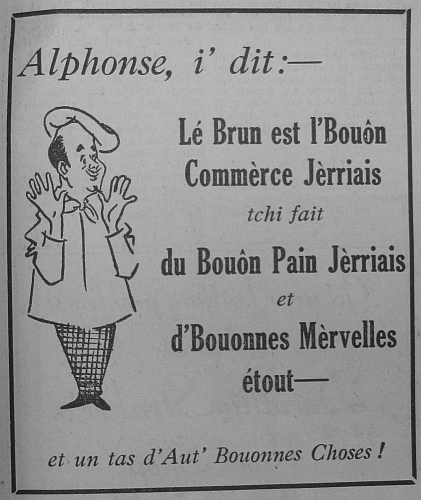 Alphonse, i' dit:—
Lé Brun est l'Bouôn
Commèrce Jèrriais
tchi fait
du Bouôn Pain Jèrriais
et
d'Bouonnes Mèrvelles
étout—
et un tas d'Aut' Bouonnes Choses!